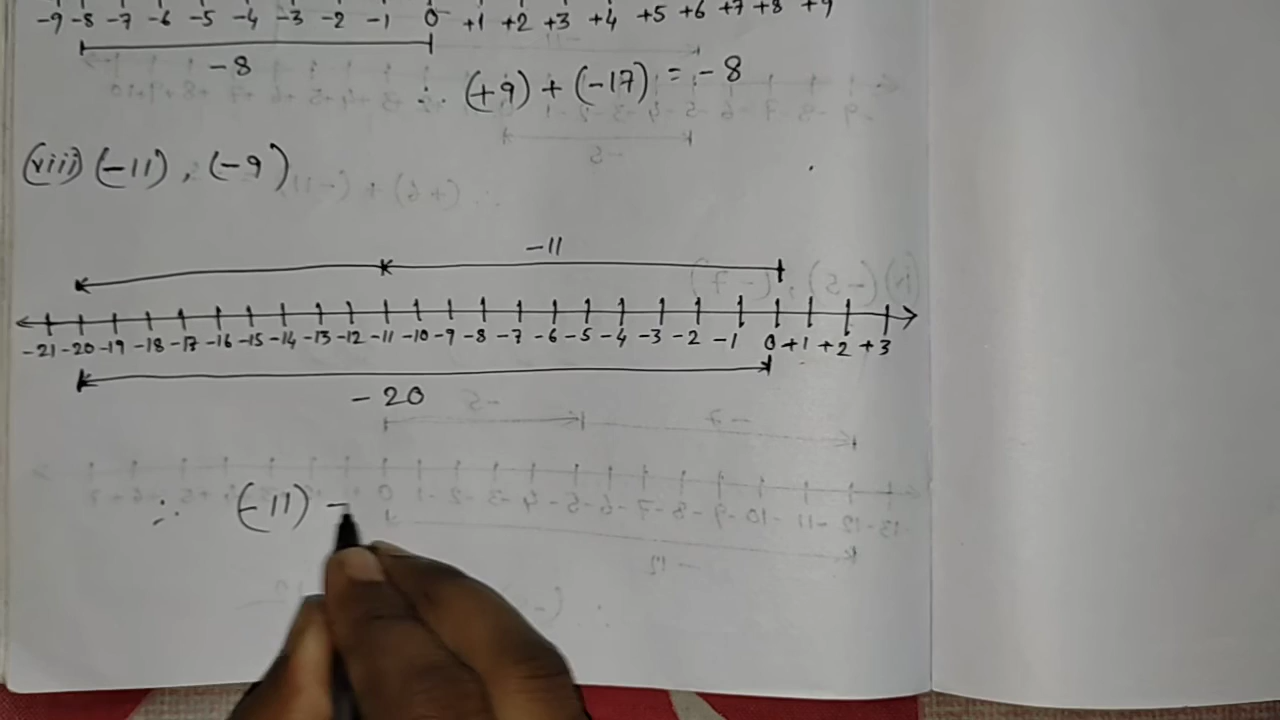 -9 -8 -7 -6 -5 -4 -3 -2 -1 0 +1 +2 +3 +4 +5 +6 +7 +8 +9
-8
∴ (+9) + (-17) = -8
(viii) (-11), (-9)
-11
-21 -20 -19 -18 -17 -16 -15 -14 -13 -12 -11 -10 -9 -8 -7 -6 -5 -4 -3 -2 -1 0 +1 +2 +3
-20
∴ (-11) -